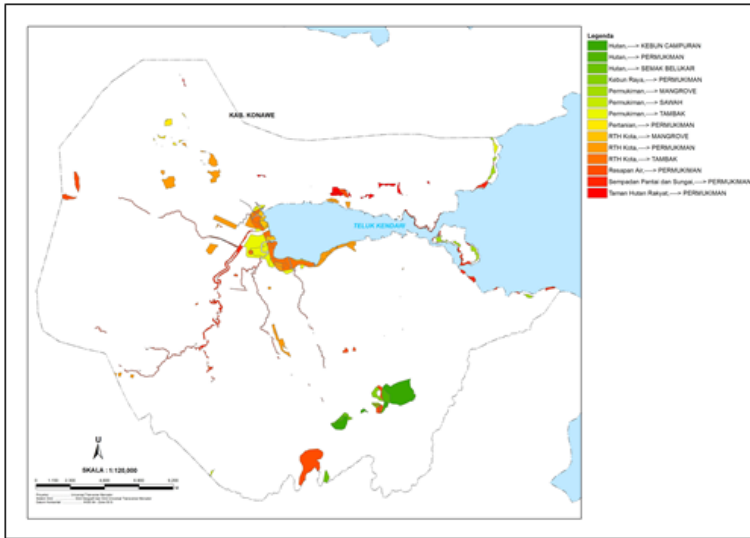 KAB. KONAWE
TELUK KENDARI
U
SKALA : 1:120,000
Legenda
Hutan,---> KEBUN CAMPURAN
Hutan,---> PERMUKIMAN
Hutan,---> SEMAK BELUKAR
Kebun Raya,---> PERMUKIMAN
Permukiman,---> MANGROVE
Permukiman,---> SAWAH
Permukiman,---> TAMBAK
Pertanian,---> PERMUKIMAN
RTH Kota,---> MANGROVE
RTH Kota,---> PERMUKIMAN
RTH Kota,---> TAMBAK
Resapan Air,---> PERMUKIMAN
Sempadan Pantai dan Sungai,---> PERMUKIMAN
Taman Hutan Rakyat,---> PERMUKIMAN